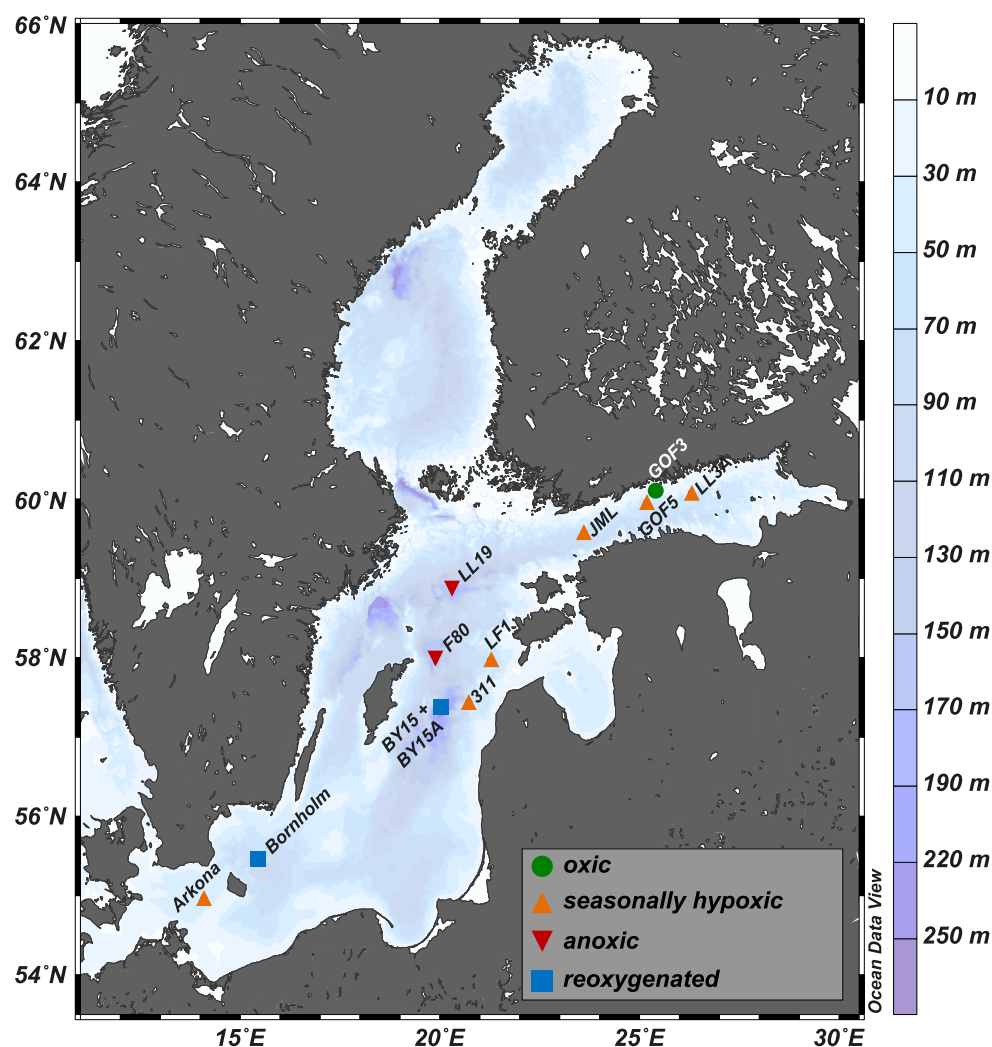 66°N
64°N
62°N
60°N
58°N
56°N
54°N
15°E
20°E
25°E
30°E
GOF3
LL3A
GOF5
JML
LL19
F80
LF1
311
BY15 +
BY15A
Bornholm
Arkona
oxic
seasonally hypoxic
anoxic
reoxygenated
Ocean Data View
10 m
30 m
50 m
70 m
90 m
110 m
130 m
150 m
170 m
190 m
220 m
250 m